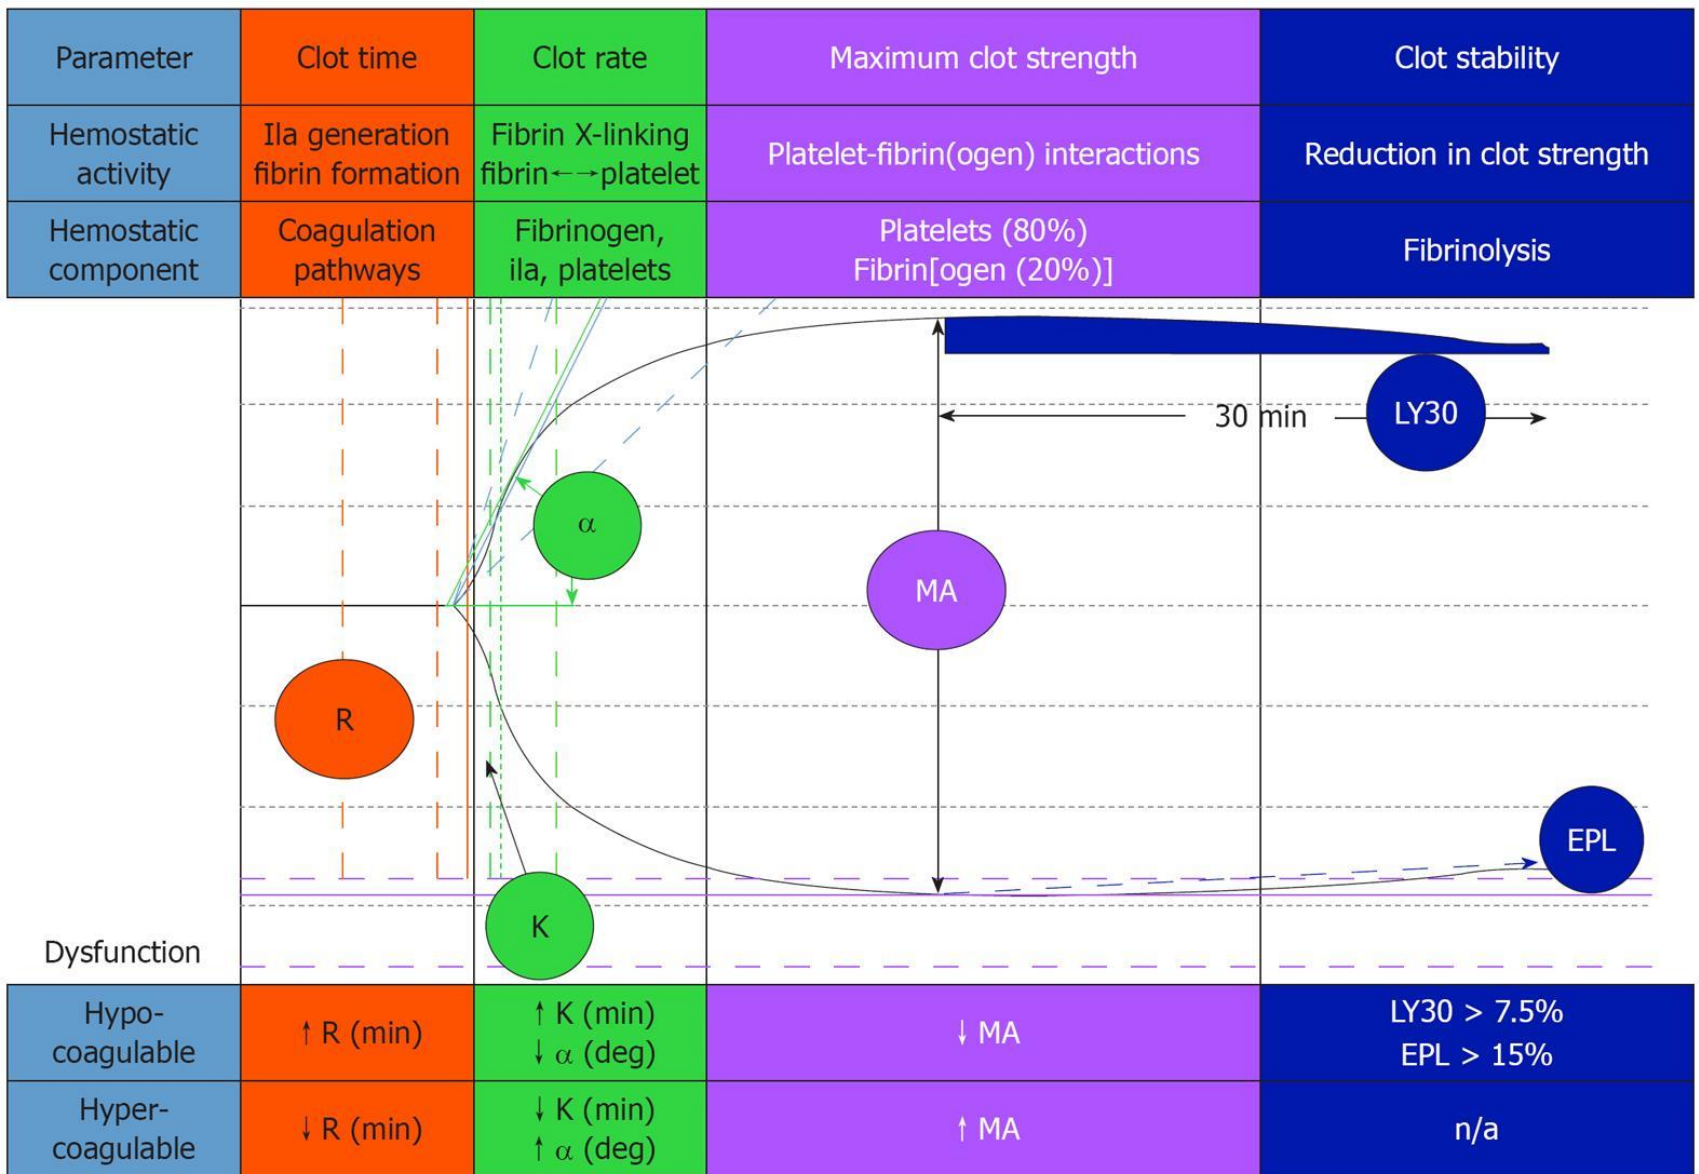 Parameter
Clot time
Clot rate
Maximum clot strength
Clot stability
Hemostatic
activity
Ila generation
fibrin formation
Fibrin X-linking
fibrin←→platelet
Platelet-fibrin(ogen) interactions
Reduction in clot strength
Hemostatic
component
Coagulation
pathways
Fibrinogen,
ila, platelets
Platelets (80%)
Fibrin[ogen (20%)]
Fibrinolysis
30 min
LY30
α
MA
R
EPL
K
Dysfunction
Hypo-
coagulable
↑ R (min)
↑ K (min)
↓ α (deg)
↓ MA
LY30 > 7.5%
EPL > 15%
Hyper-
coagulable
↓ R (min)
↓ K (min)
↑ α (deg)
↑ MA
n/a